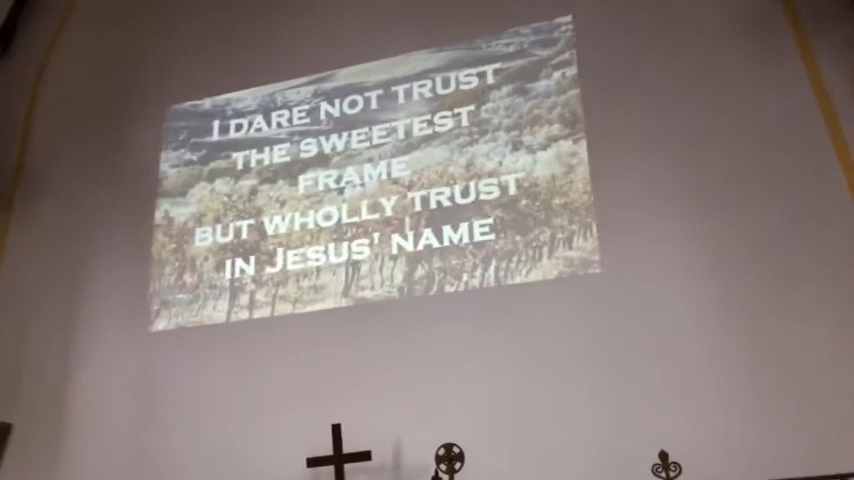 I DARE NOT TRUST
THE SWEETEST
FRAME
BUT WHOLLY TRUST
IN JESUS' NAME